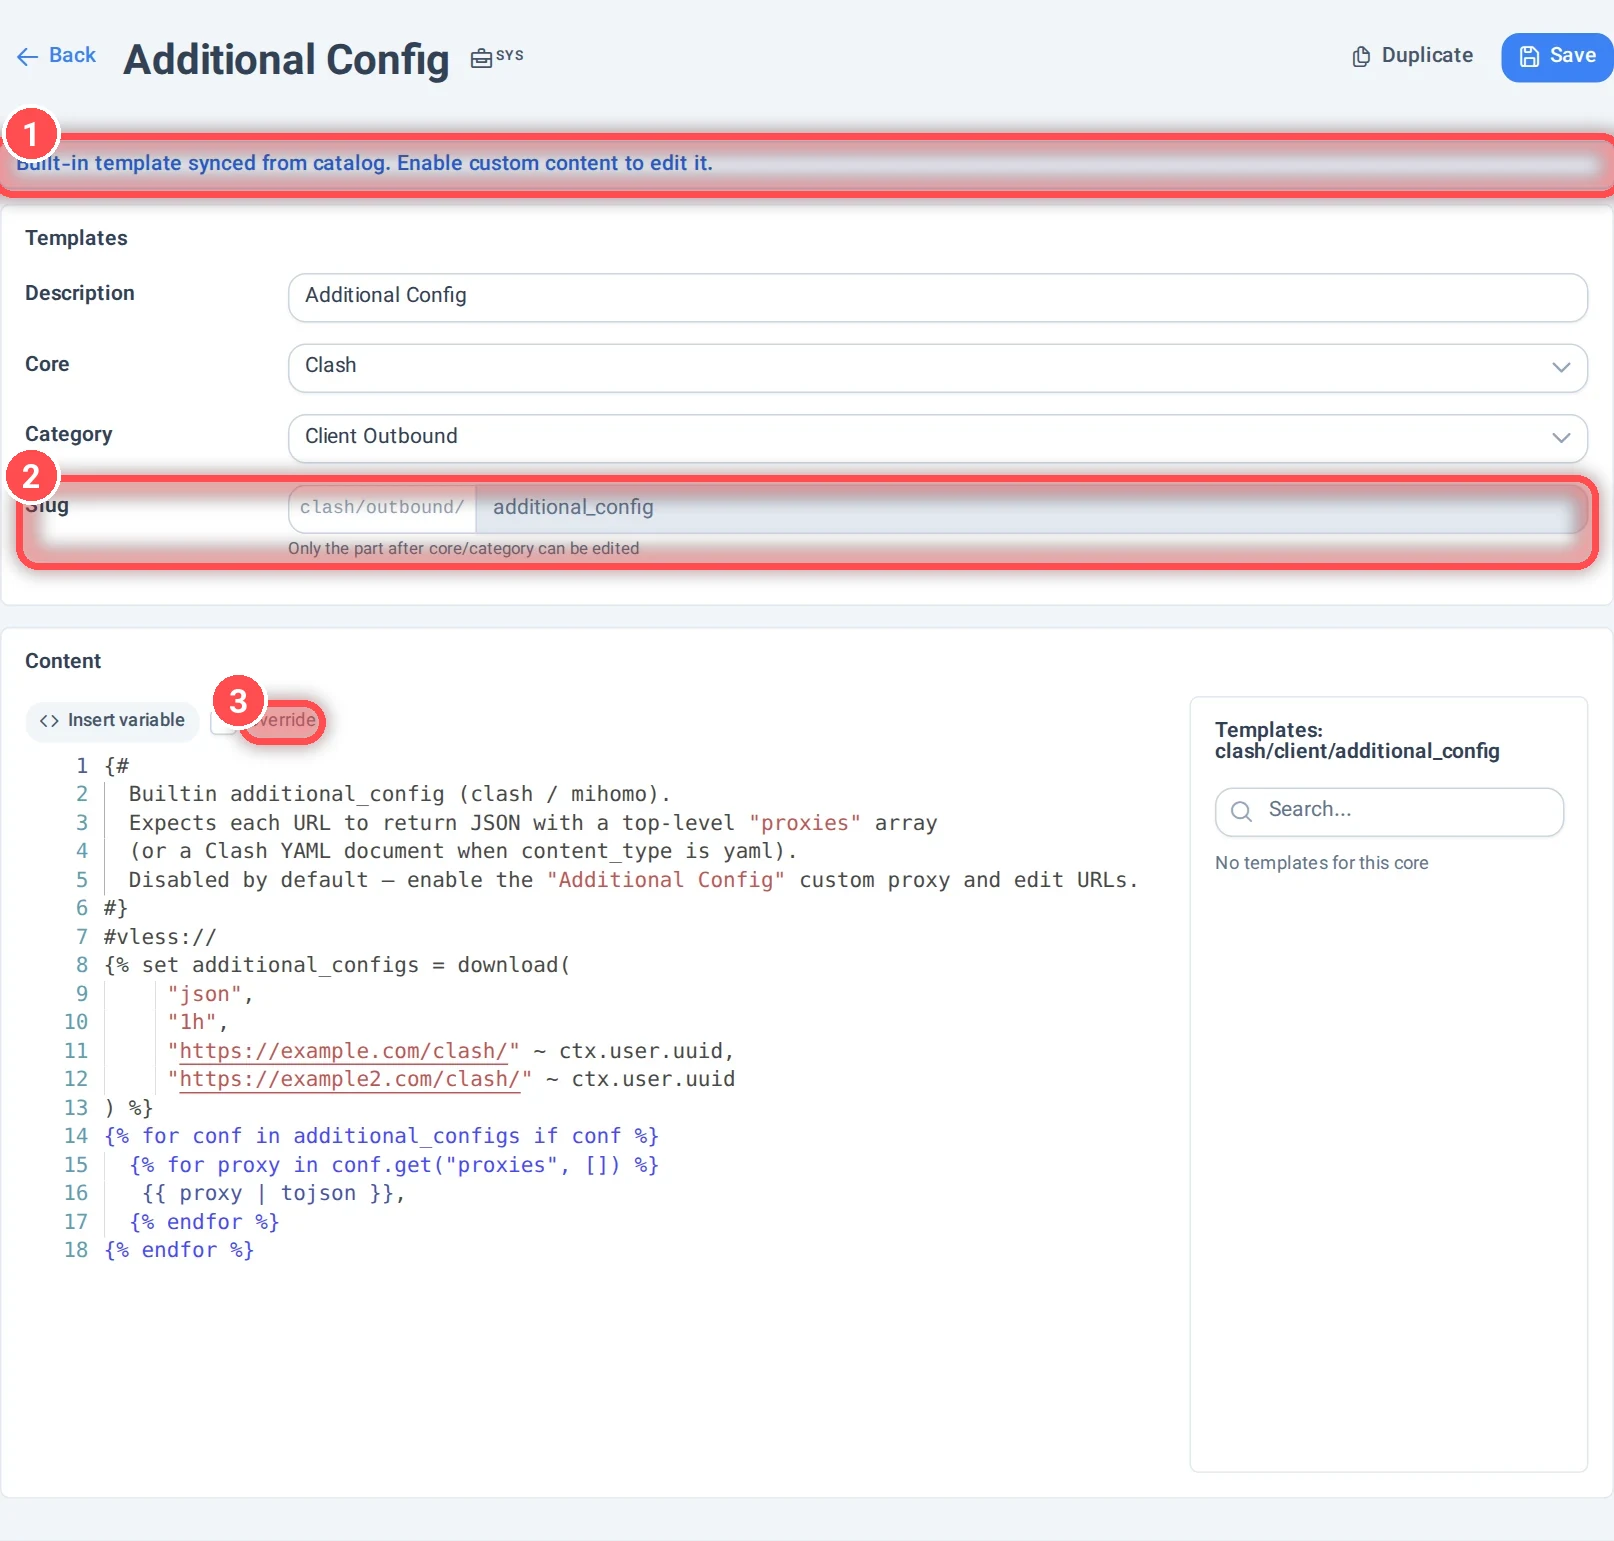 Back
Additional Config
SYS
Duplicate
Save
1
Built-in template synced from catalog. Enable custom content to edit it.
Templates
Description
Additional Config
Core
Clash
Category
Client Outbound
2
Slug
clash/outbound/
additional_config
Only the part after core/category can be edited
Content
<> Insert variable
3
1 {#
2 Builtin additional_config (clash / mihomo).
3 Expects each URL to return JSON with a top-level "proxies" array
4 (or a Clash YAML document when content_type is yaml).
5 Disabled by default — enable the "Additional Config" custom proxy and edit URLs.
6 #}
7 #vless://
8 {% set additional_configs = download(
9 "json",
10 "1h",
11 "https://example.com/clash/" ~ ctx.user.uuid,
12 "https://example2.com/clash/" ~ ctx.user.uuid
13 ) %}
14 {% for conf in additional_configs if conf %}
15 {% for proxy in conf.get("proxies", []) %}
16 {{ proxy | tojson }},
17 {% endfor %}
18 {% endfor %}
Templates:
clash/client/additional_config
Search...
No templates for this core